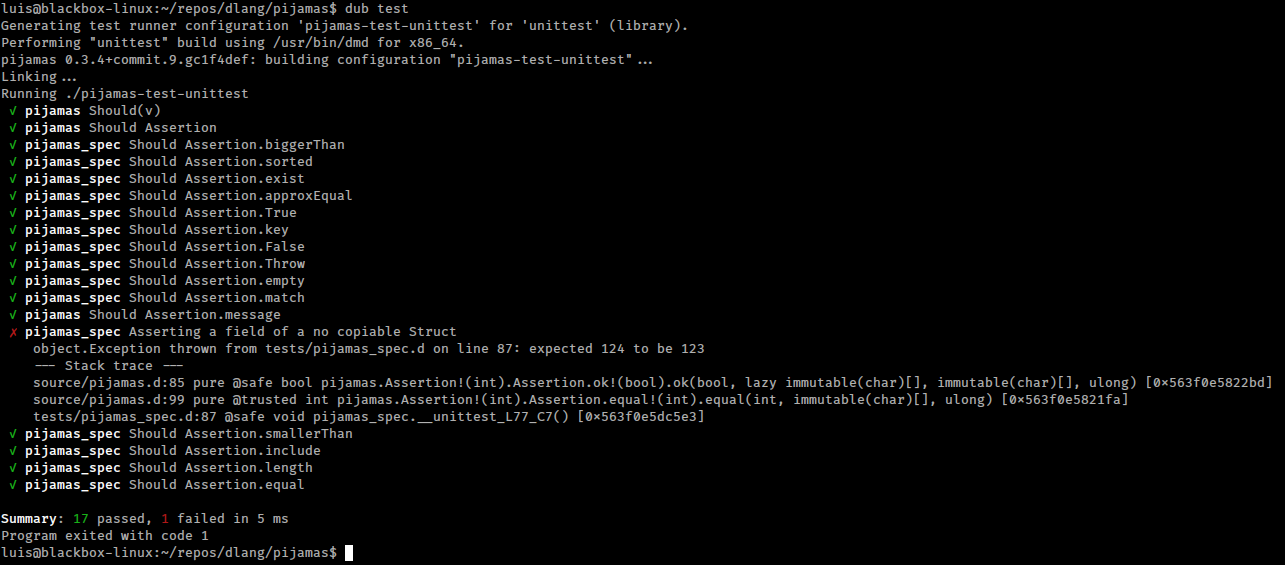 luis@blackbox-linux:~/repos/dlang/pijamas$ dub test
Generating test runner configuration 'pijamas-test-unittest' for 'unittest' (library).
Performing "unittest" build using /usr/bin/dmd for x86_64.
pijamas 0.3.4+commit.9.gc1f4def: building configuration "pijamas-test-unittest"...
Linking...
Running ./pijamas-test-unittest
✓ pijamas Should(v)
✓ pijamas Should Assertion
✓ pijamas_spec Should Assertion.biggerThan
✓ pijamas_spec Should Assertion.sorted
✓ pijamas_spec Should Assertion.exist
✓ pijamas_spec Should Assertion.approxEqual
✓ pijamas_spec Should Assertion.True
✓ pijamas_spec Should Assertion.key
✓ pijamas_spec Should Assertion.False
✓ pijamas_spec Should Assertion.Throw
✓ pijamas_spec Should Assertion.empty
✓ pijamas_spec Should Assertion.match
✓ pijamas Should Assertion.message
✗ pijamas_spec Asserting a field of a no copiable Struct
object.Exception thrown from tests/pijamas_spec.d on line 87: expected 124 to be 123
--- Stack trace ---
source/pijamas.d:85 pure @safe bool pijamas.Assertion!(int).Assertion.ok!(bool).ok(bool, lazy immutable(char)[], immutable(char)[], ulong) [0x563f0e5822bd]
source/pijamas.d:99 pure @trusted int pijamas.Assertion!(int).Assertion.equal!(int).equal(int, immutable(char)[], ulong) [0x563f0e5821fa]
tests/pijamas_spec.d:87 @safe void pijamas_spec.__unittest_L77_C7() [0x563f0e5dc5e3]
✓ pijamas_spec Should Assertion.smallerThan
✓ pijamas_spec Should Assertion.include
✓ pijamas_spec Should Assertion.length
✓ pijamas_spec Should Assertion.equal
Summary: 17 passed, 1 failed in 5 ms
Program exited with code 1
luis@blackbox-linux:~/repos/dlang/pijamas$